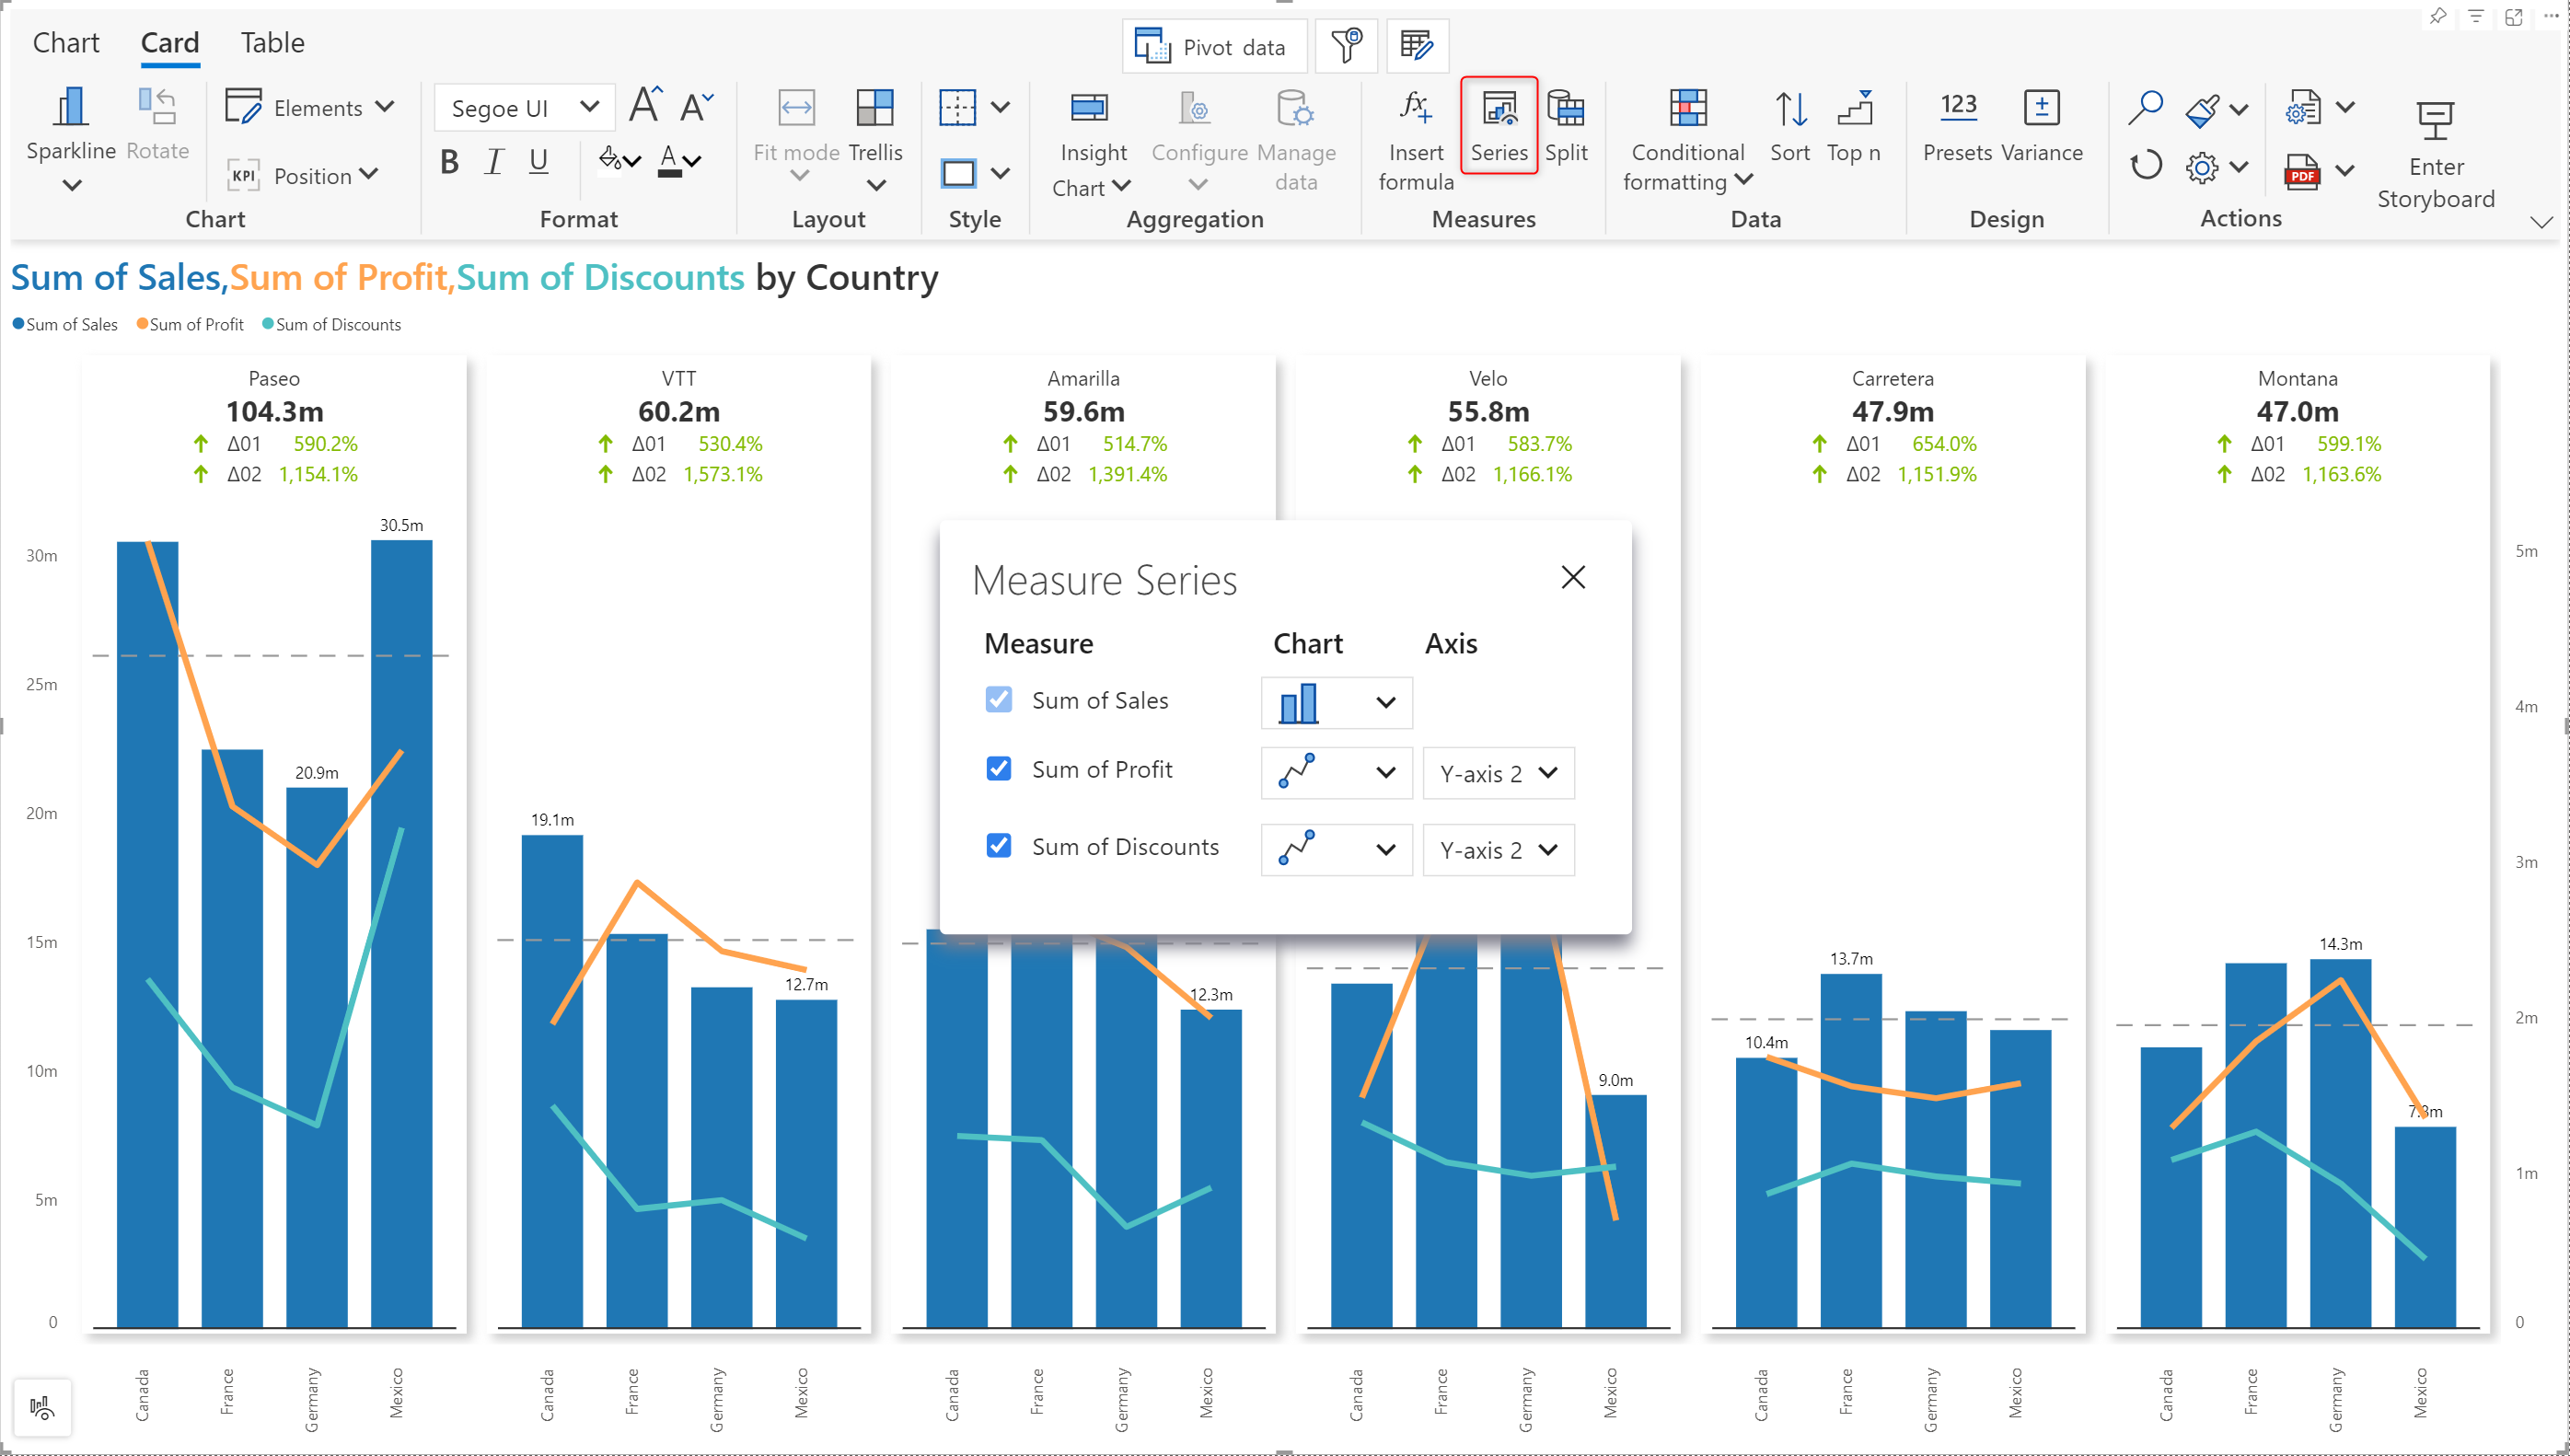 Chart Card Table
Pivot data
Sparkline Rotate
Elements
KPI Position
Chart
Segoe UI A A
B I U A
Format
Fit mode Trellis
Layout
Style
Insight Chart Configure Manage data
Aggregation
fx Insert formula Series Split
Measures
Conditional formatting Sort Top n
Data
123 Presets Variance
Design
PDF
Actions
Enter Storyboard
Sum of Sales,Sum of Profit,Sum of Discounts by Country
Sum of Sales Sum of Profit Sum of Discounts
Paseo
104.3m
Δ01 590.2%
Δ02 1,154.1%
VTT
60.2m
Δ01 530.4%
Δ02 1,573.1%
Amarilla
59.6m
Δ01 514.7%
Δ02 1,391.4%
Velo
55.8m
Δ01 583.7%
Δ02 1,166.1%
Carretera
47.9m
Δ01 654.0%
Δ02 1,151.9%
Montana
47.0m
Δ01 599.1%
Δ02 1,163.6%
30m
25m
20m
15m
10m
5m
0
30.5m
20.9m
19.1m
12.7m
12.3m
9.0m
13.7m
10.4m
14.3m
Measure Series
Measure Chart Axis
Sum of Sales
Sum of Profit Y-axis 2
Sum of Discounts Y-axis 2
5m
4m
3m
2m
1m
0
Canada France Germany Mexico
Canada France Germany Mexico
Canada France Germany Mexico
Canada France Germany Mexico
Canada France Germany Mexico
Canada France Germany Mexico